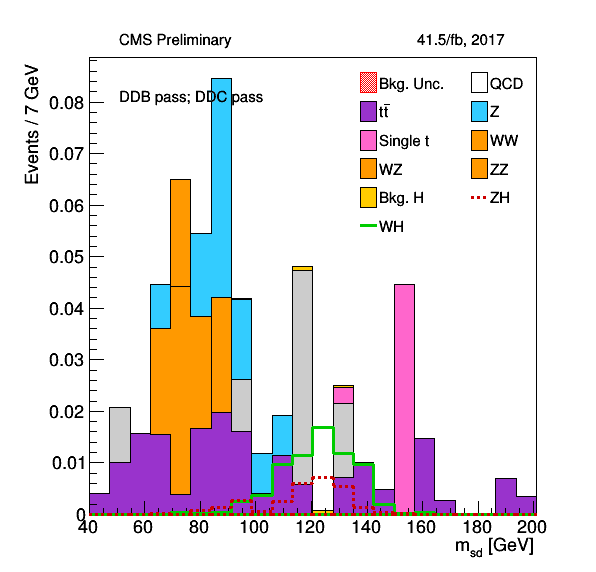 CMS Preliminary 41.5/fb, 2017
Events / 7 GeV
DDB pass; DDC pass
Bkg. Unc. QCD
tt̄ Z
Single t WW
WZ ZZ
Bkg. H ZH
WH
0.08
0.07
0.06
0.05
0.04
0.03
0.02
0.01
0
40 60 80 100 120 140 160 180 200
m_sd [GeV]